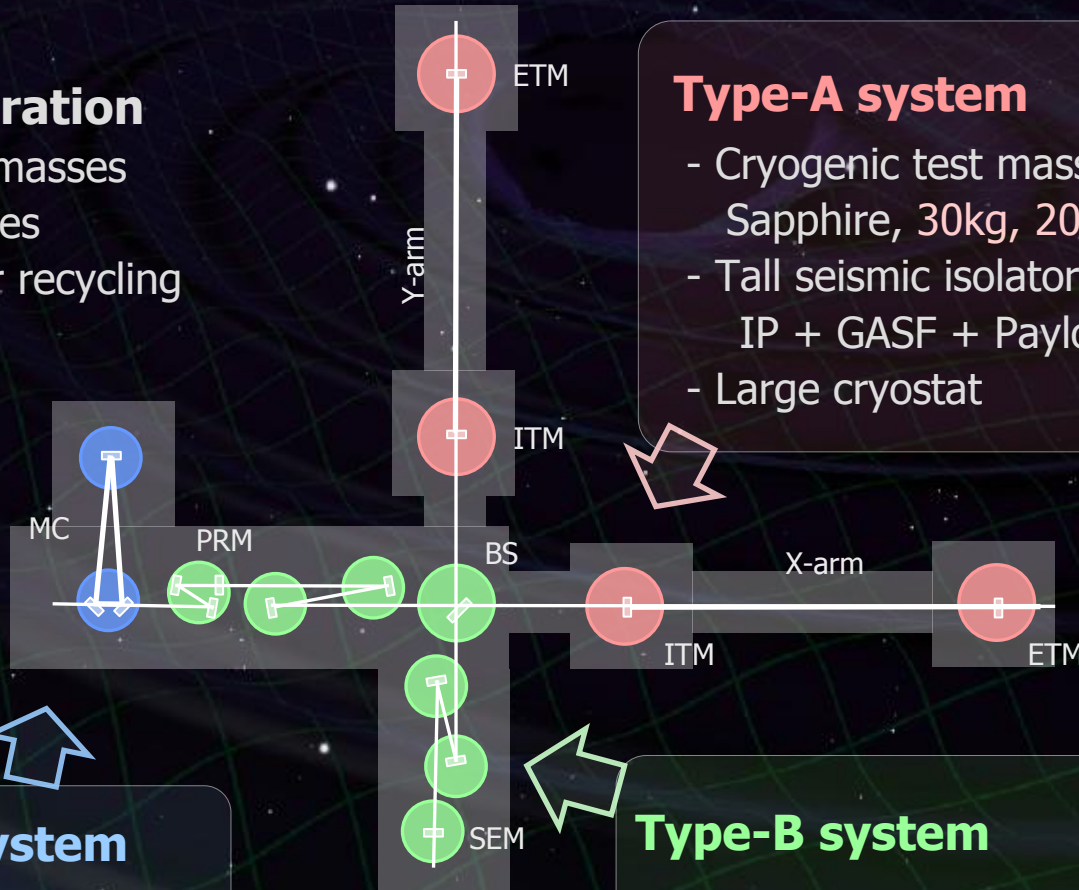 ration
masses
es
r recycling
ETM
Y-arm
ITM
MC
PRM
BS
X-arm
ITM
ETM
SEM
Type-A system
- Cryogenic test mass
Sapphire, 30kg, 20
- Tall seismic isolator
IP + GASF + Paylo
- Large cryostat
ystem
Type-B system